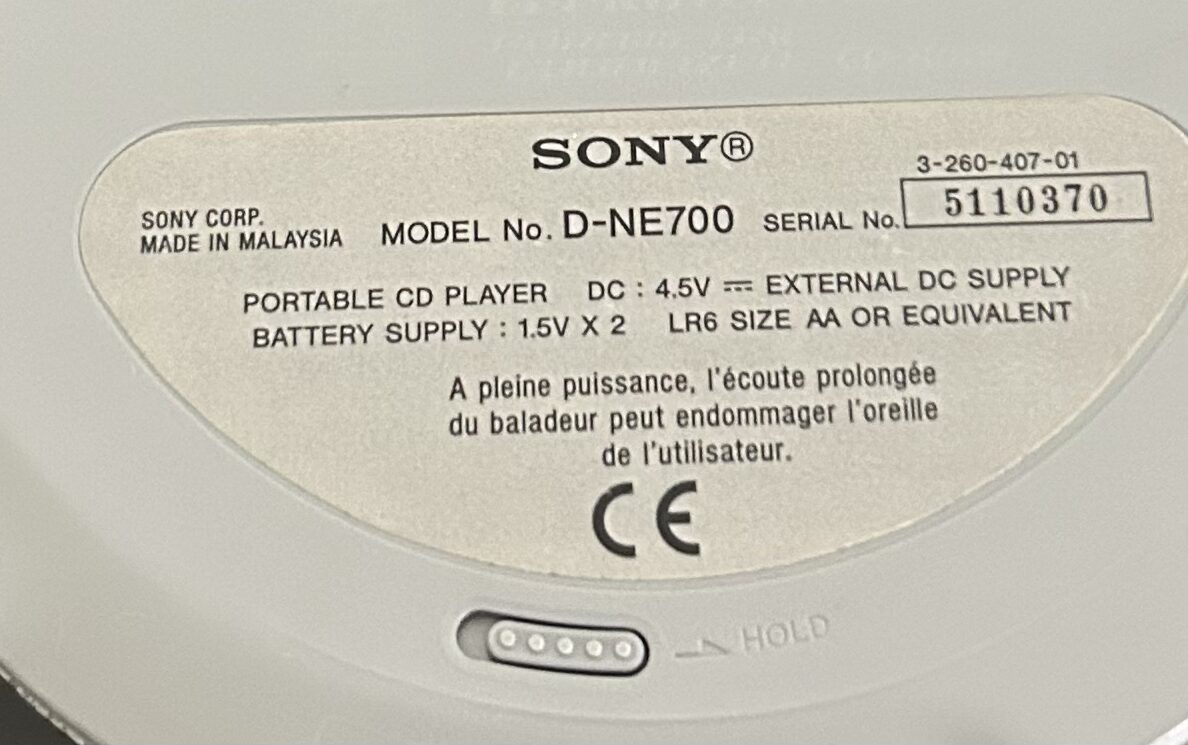 SONY®
3-260-407-01
SONY CORP.
MADE IN MALAYSIA
MODEL No. D-NE700 SERIAL No. 5110370
PORTABLE CD PLAYER DC : 4.5V ⎓ EXTERNAL DC SUPPLY
BATTERY SUPPLY : 1.5V X 2 LR6 SIZE AA OR EQUIVALENT
A pleine puissance, l'écoute prolongée
du baladeur peut endommager l'oreille
de l'utilisateur.
CE
HOLD